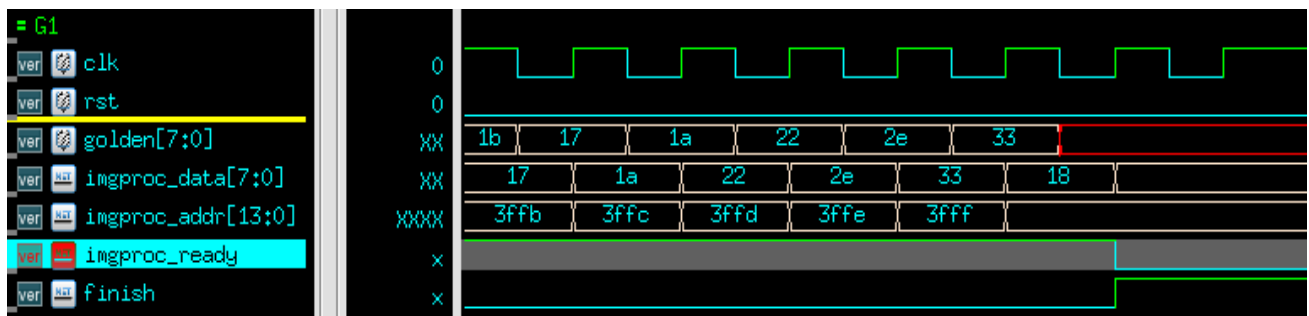 = G1
ver clk 0
ver rst 0
ver golden[7:0] XX 1b 17 1a 22 2e 33
ver imgproc_data[7:0] XX 17 1a 22 2e 33 18
ver imgproc_addr[13:0] XXXX 3ffb 3ffc 3ffd 3ffe 3fff
ver imgproc_ready x
ver finish x